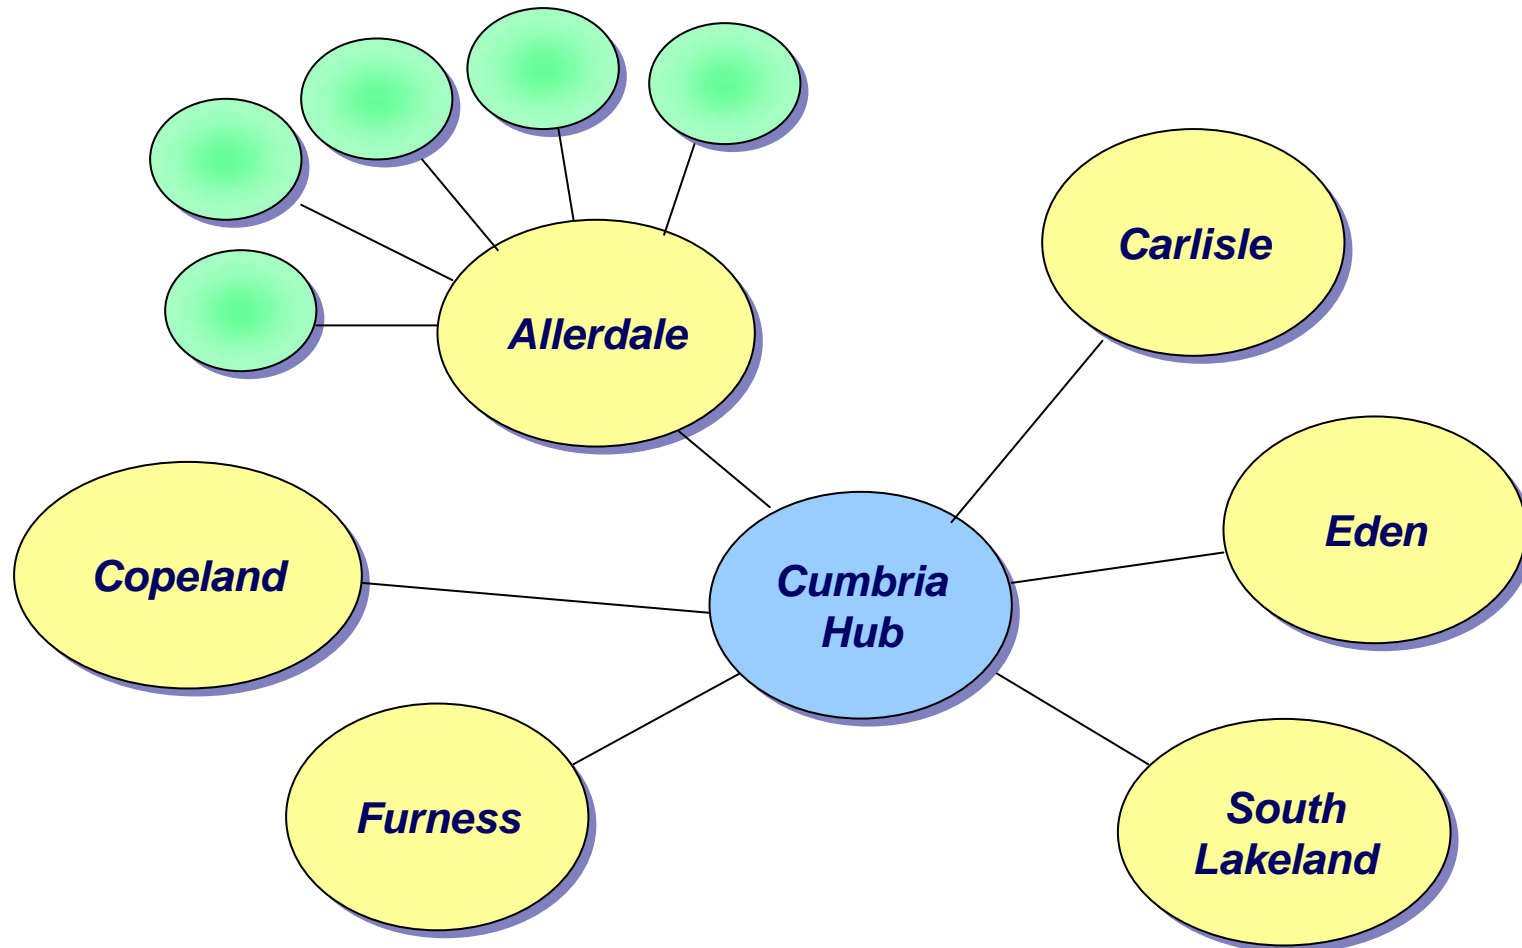 Carlisle
Allerdale
Eden
Copeland
Cumbria
Hub
Furness
South
Lakeland